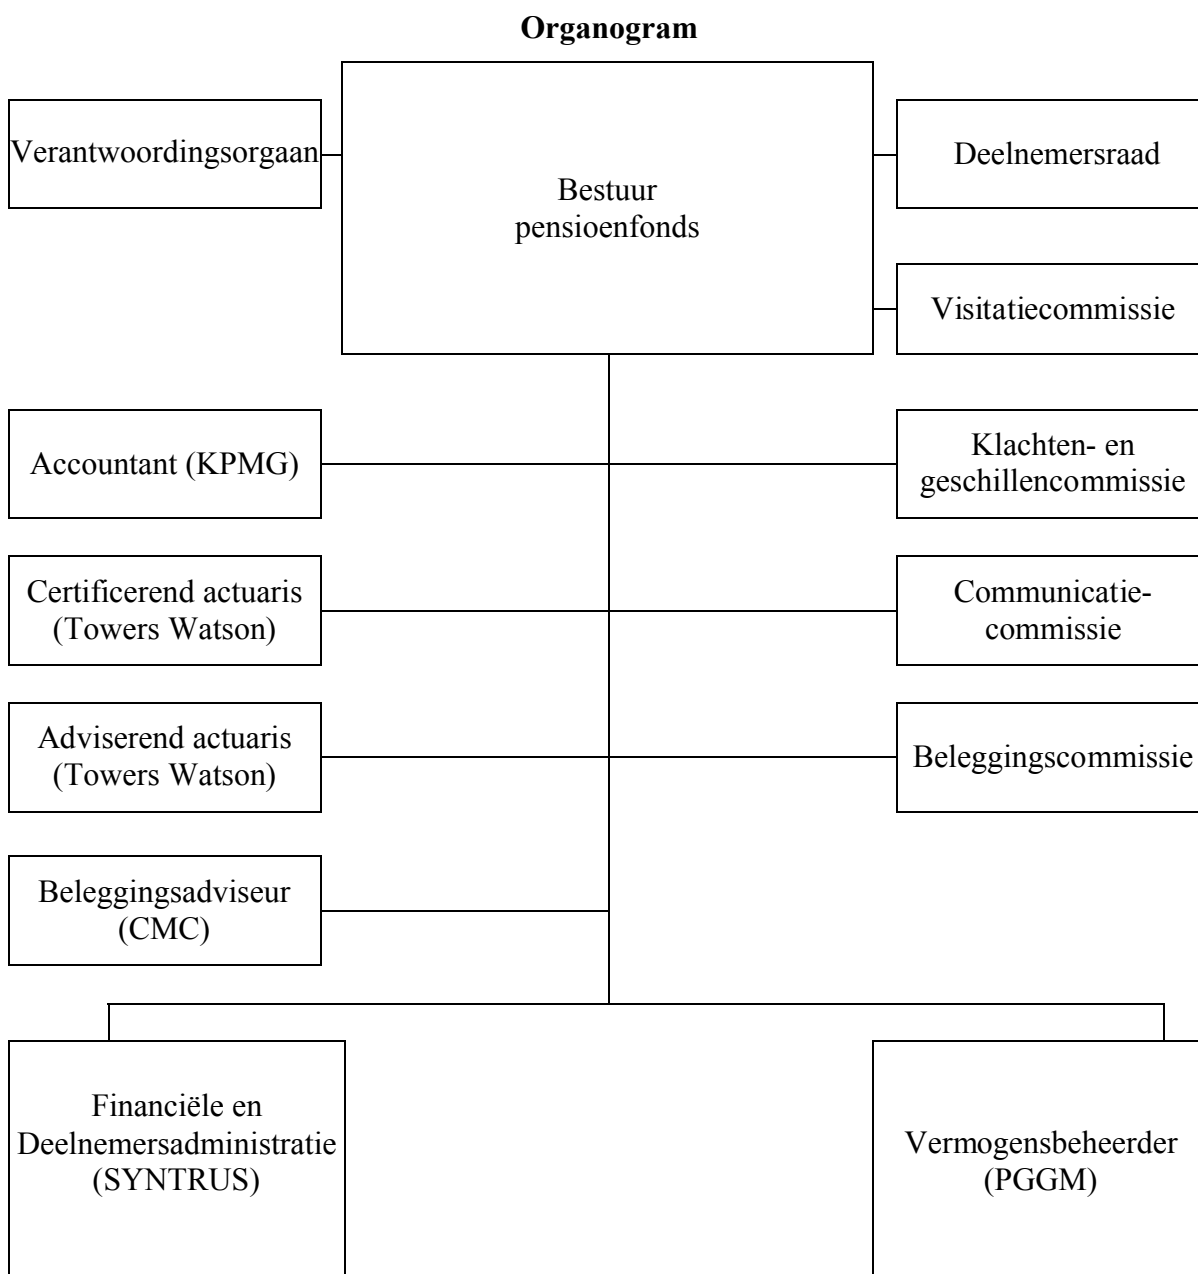 Organogram
Verantwoordingsorgaan
Bestuur
pensioenfonds
Deelnemersraad
Visitatiecommissie
Accountant (KPMG)
Klachten- en
geschillencommissie
Certificerend actuaris
(Towers Watson)
Communicatie-
commissie
Adviserend actuaris
(Towers Watson)
Beleggingscommissie
Beleggingsadviseur
(CMC)
Financiële en
Deelnemersadministratie
(SYNTRUS)
Vermogensbeheerder
(PGGM)